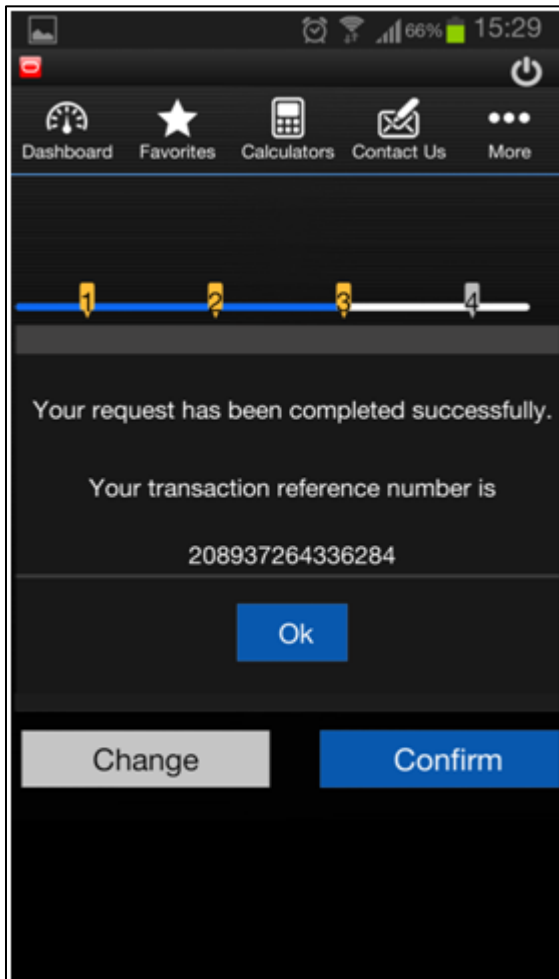 66% 15:29
Dashboard Favorites Calculators Contact Us More
1 2 3 4
Your request has been completed successfully.
Your transaction reference number is
208937264336284
Ok
Change Confirm